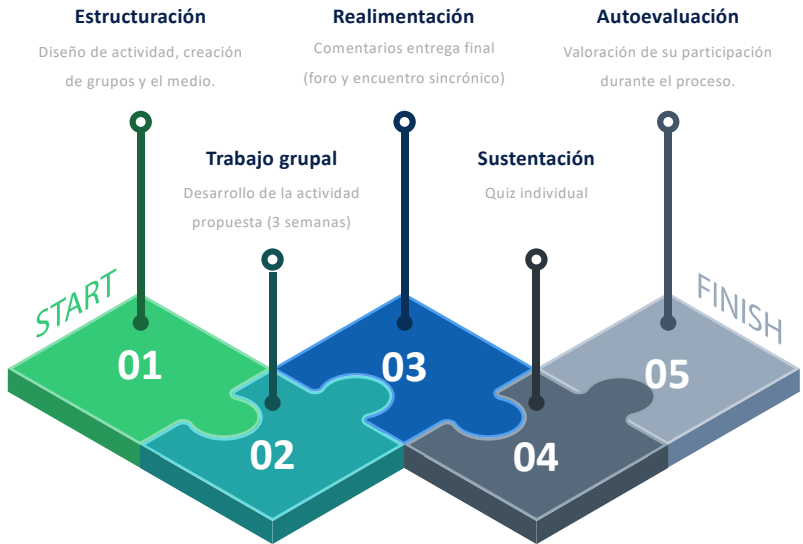 Estructuración
Diseño de actividad, creación
de grupos y el medio.
Realimentación
Comentarios entrega final
(foro y encuentro sincrónico)
Autoevaluación
Valoración de su participación
durante el proceso.
Trabajo grupal
Desarrollo de la actividad
propuesta (3 semanas)
Sustentación
Quiz individual
START
FINISH
01
02
03
04
05